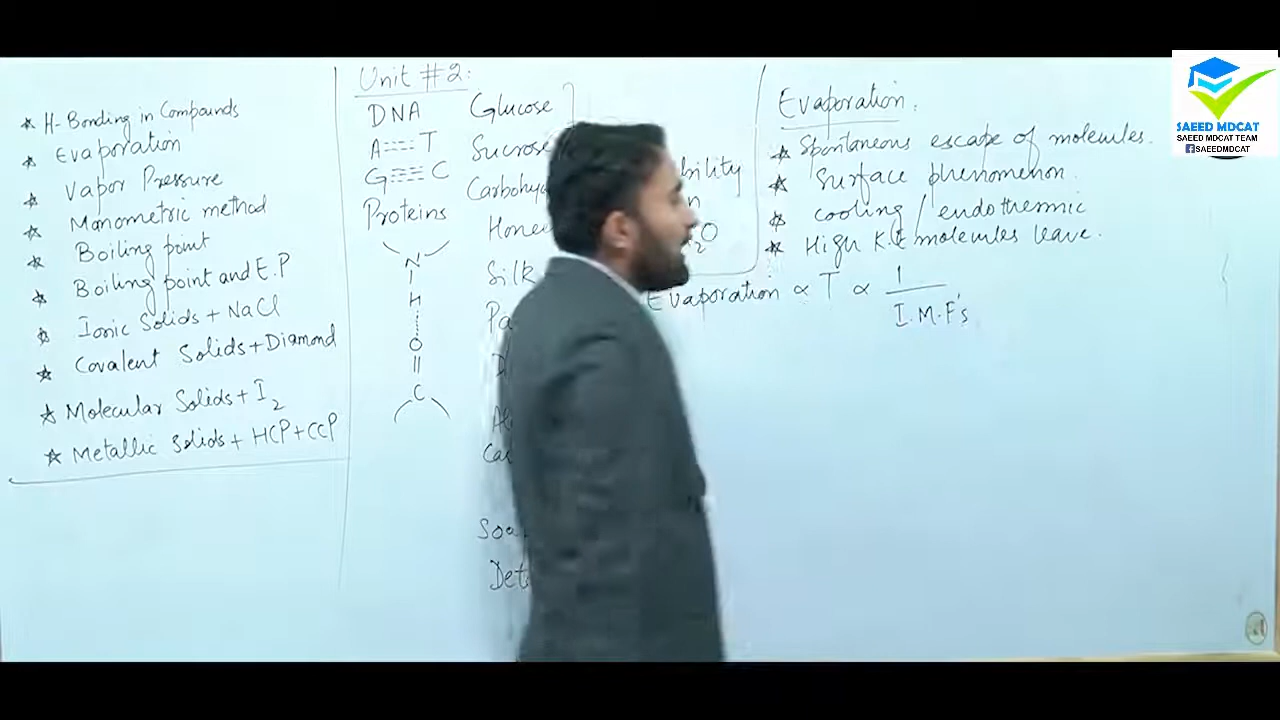 ★ H-Bonding in Compounds
★ Evaporation
★ Vapor Pressure
★ Manometric method
★ Boiling point
★ Boiling point and E.P
★ Ionic Solids + NaCl
★ Covalent Solids + Diamond
★ Molecular Solids + I₂
★ Metallic Solids + HCP + CCP
Unit #2:
DNA
A T
G C
Proteins
N
H
O
C
Glucose
Sucrose
Silk
Evaporation:
★ Spontaneous escape of molecules.
★ Surface phenomenon.
★ cooling / endothermic
★ High K.E molecules leave.
Evaporation ∝ T ∝ 1
I.M.F's
SAEED MDCAT
SAEED MDCAT TEAM
f SAEEDMDCAT